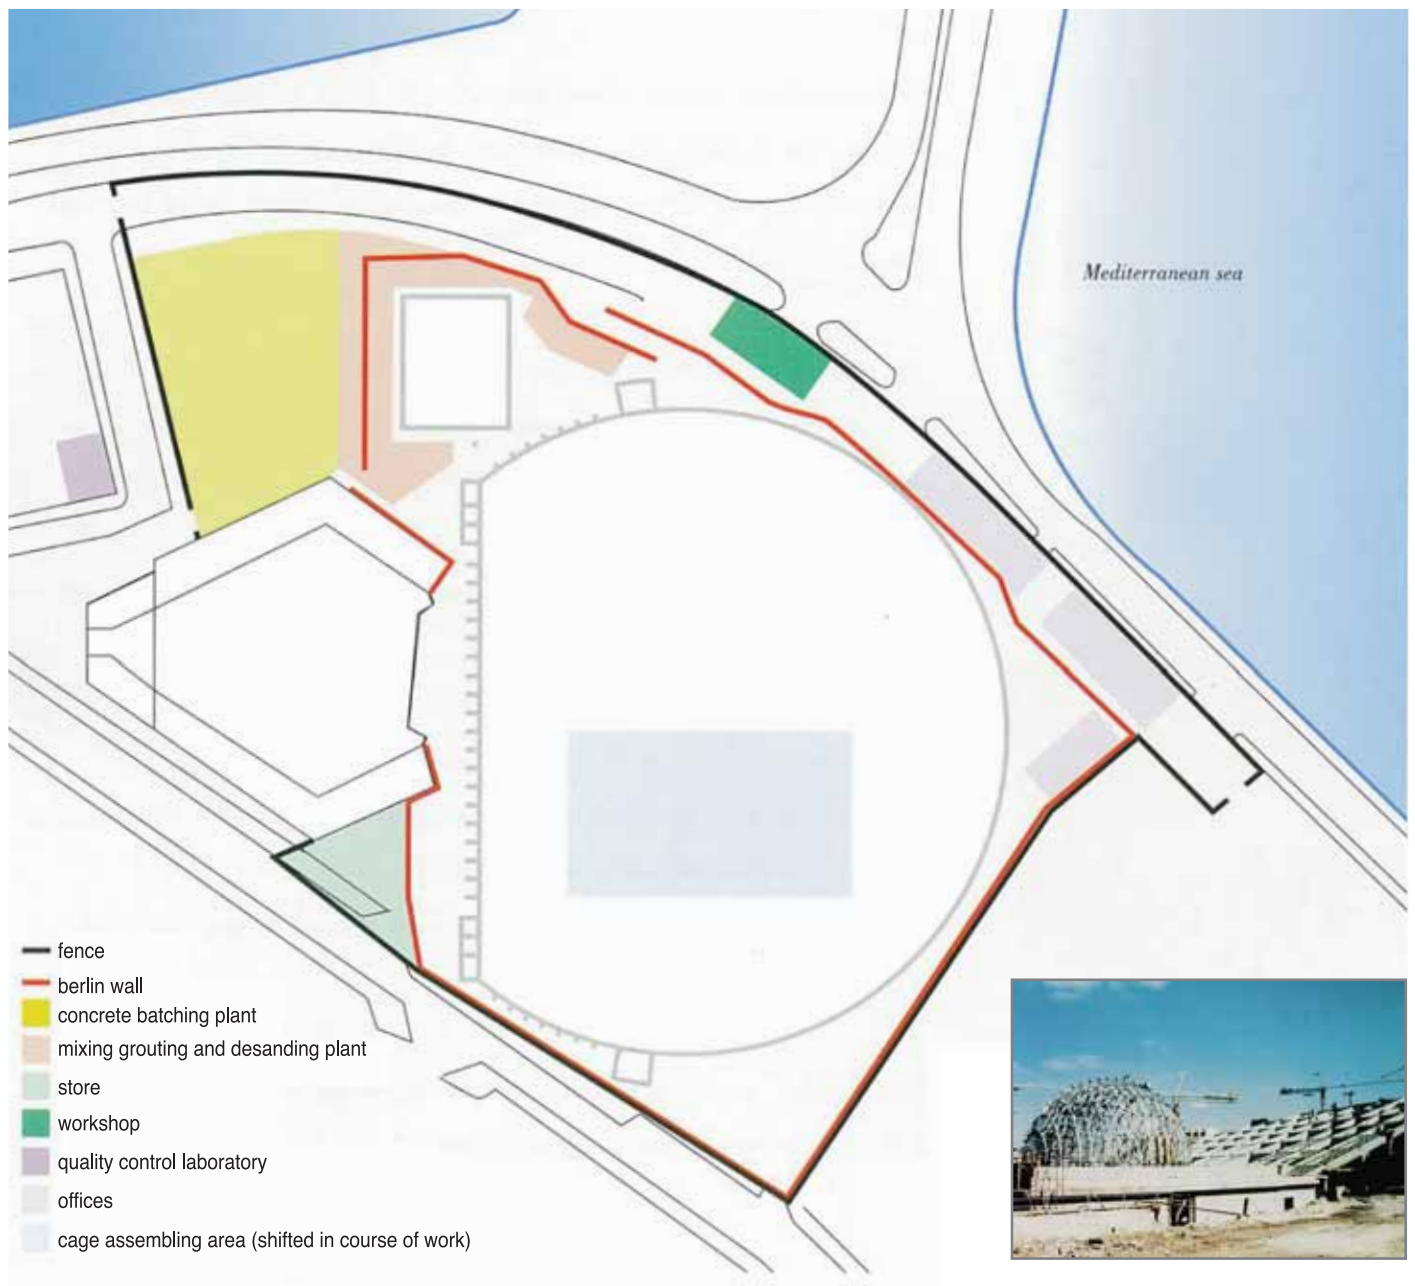 Mediterranean sea
fence
berlin wall
concrete batching plant
mixing grouting and desanding plant
store
workshop
quality control laboratory
offices
cage assembling area (shifted in course of work)